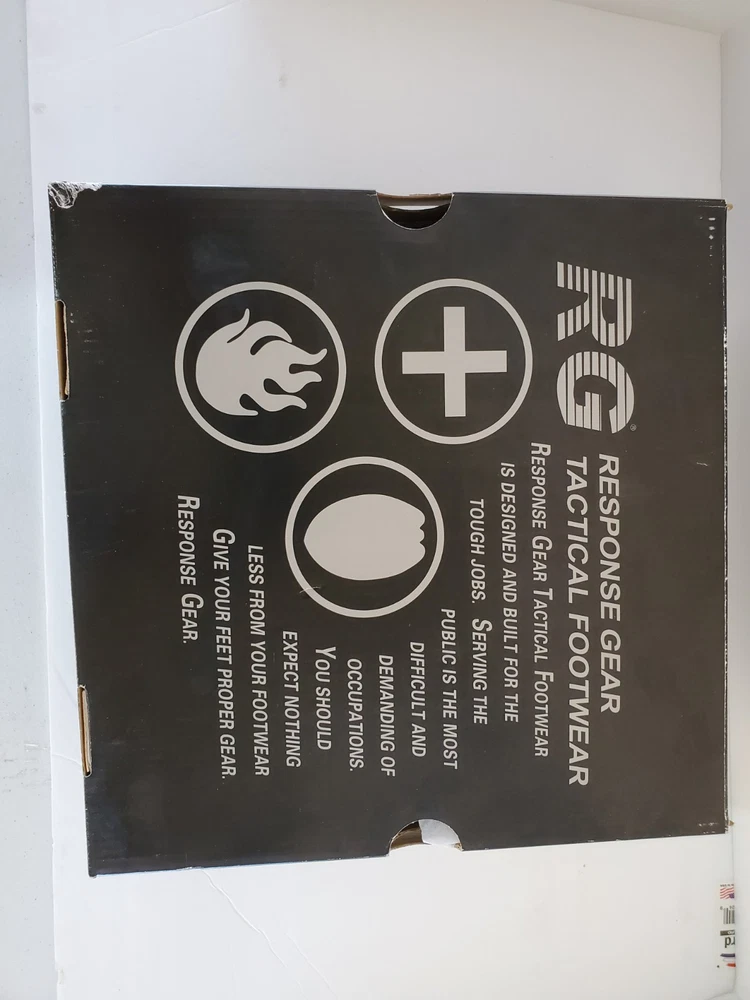 RG®
RESPONSE GEAR
TACTICAL FOOTWEAR
RESPONSE GEAR TACTICAL FOOTWEAR
IS DESIGNED AND BUILT FOR THE
TOUGH JOBS. SERVING THE
PUBLIC IS THE MOST
DIFFICULT AND
DEMANDING OF
OCCUPATIONS.
YOU SHOULD
EXPECT NOTHING
LESS FROM YOUR FOOTWEAR
GIVE YOUR FEET PROPER GEAR.
RESPONSE GEAR.
rd